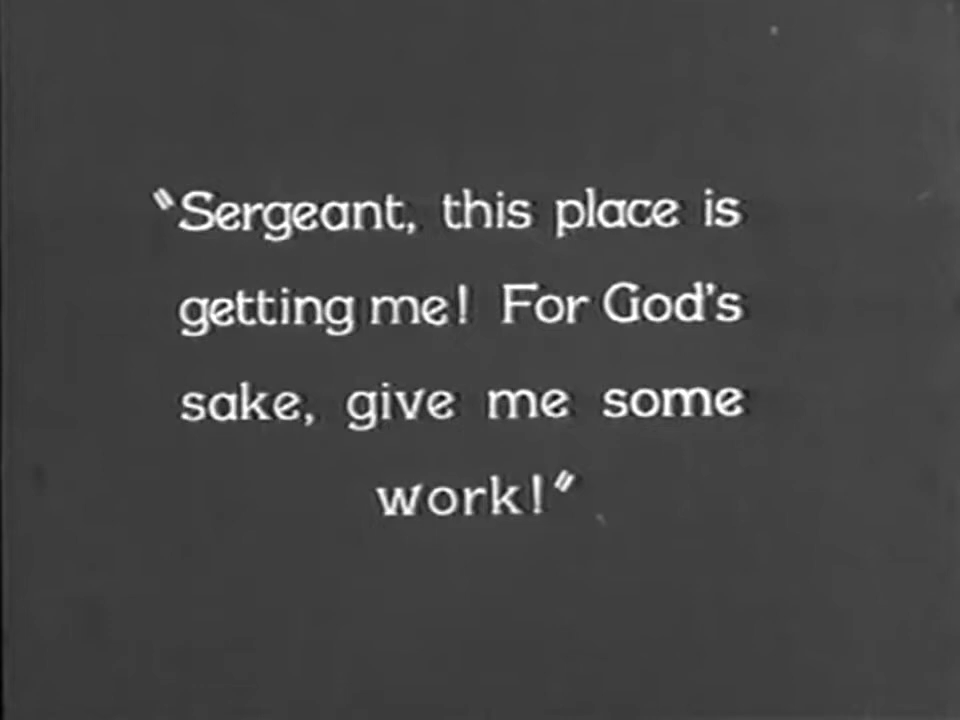 "Sergeant, this place is
getting me! For God's
sake, give me some
work!"